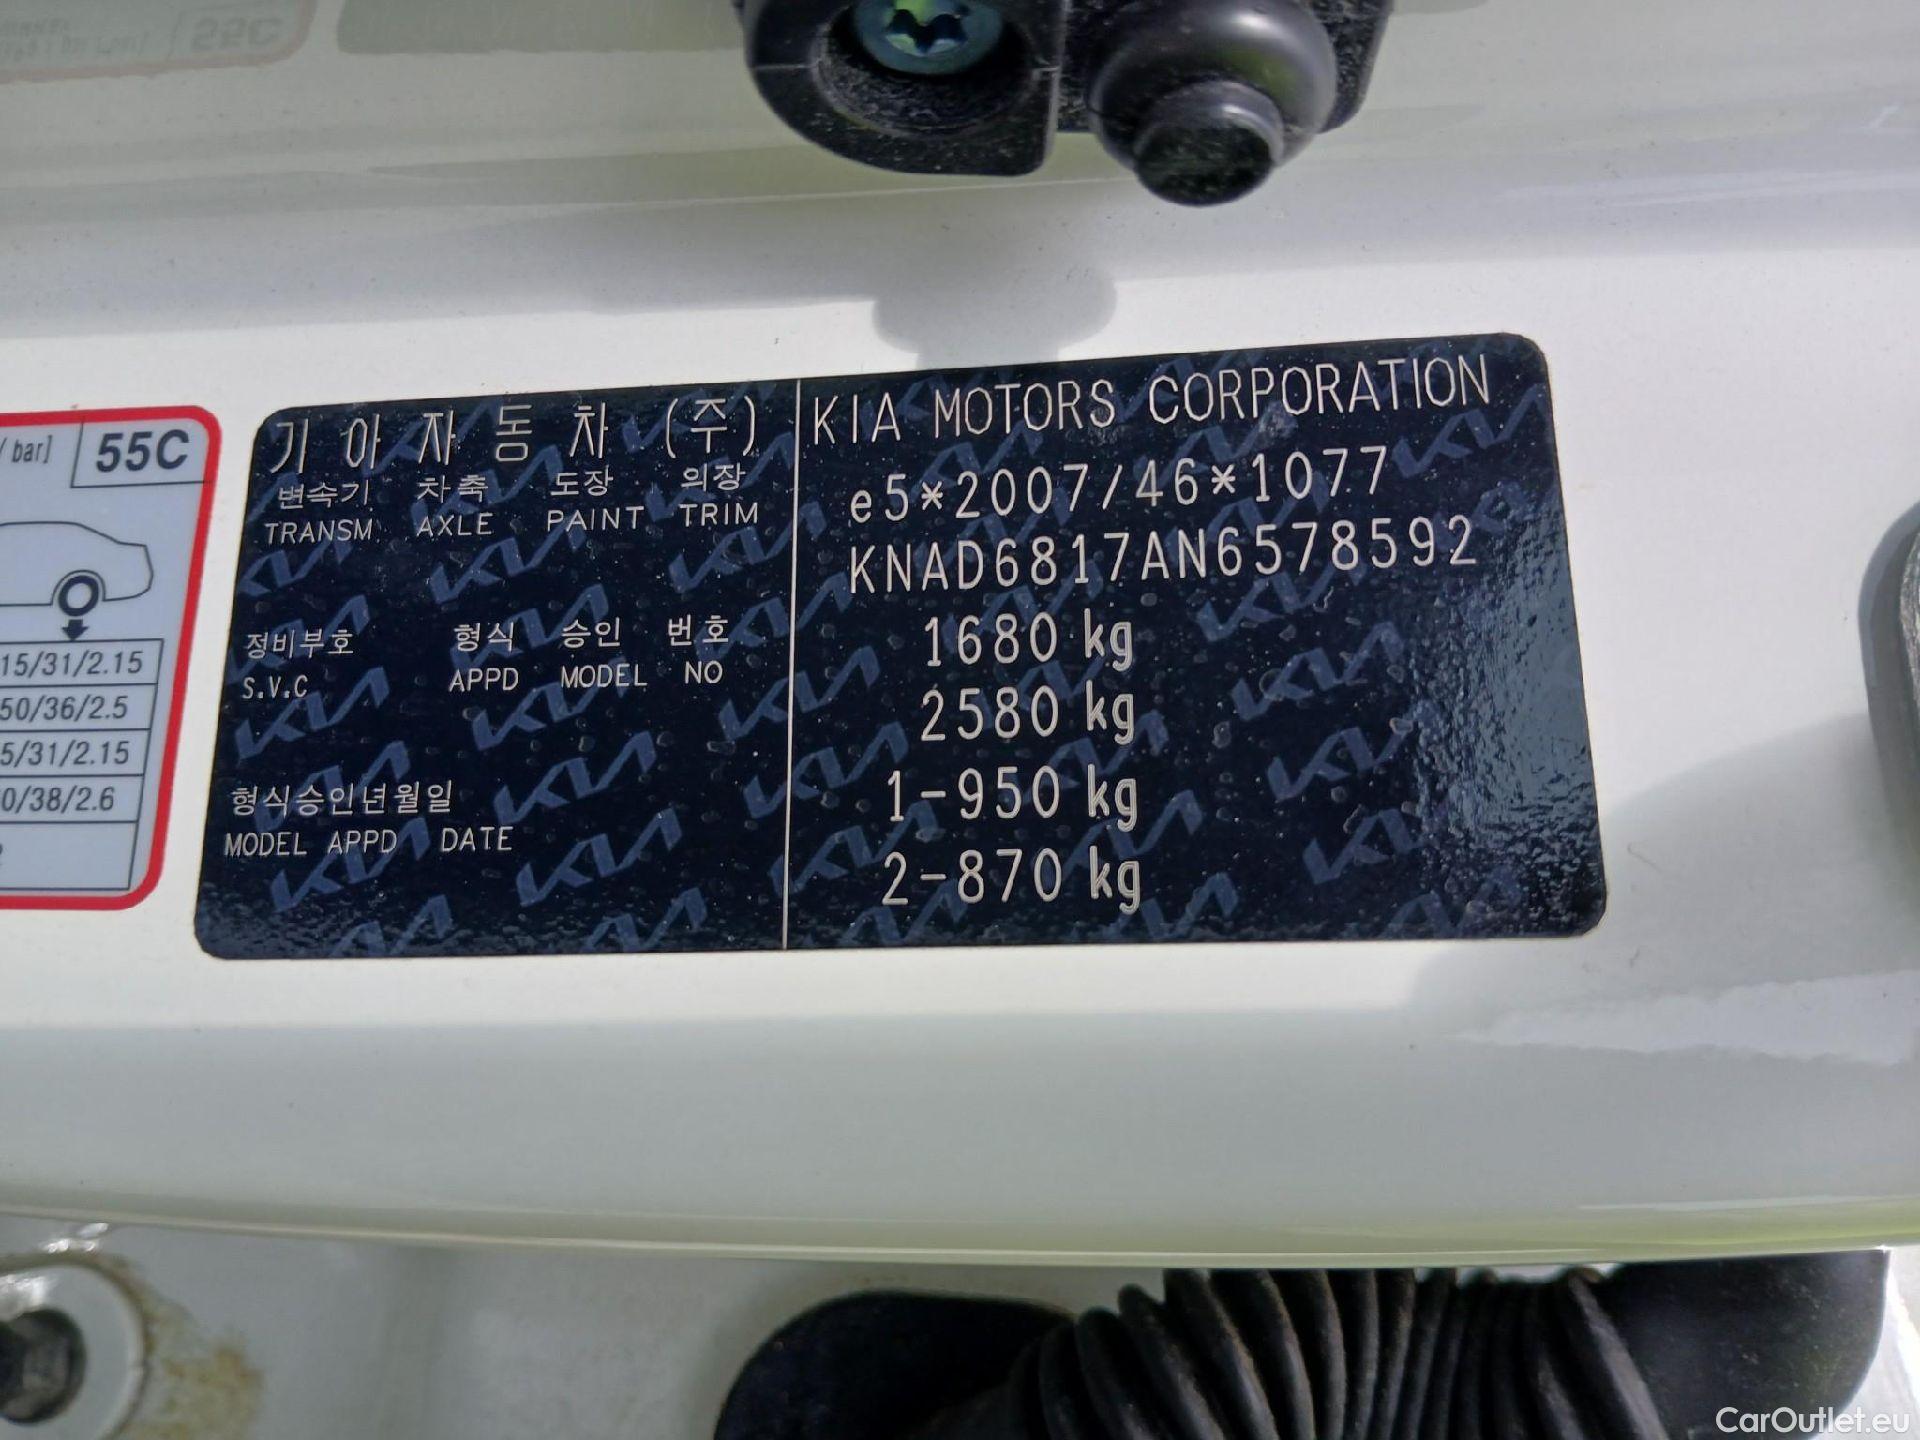 / bar] 55C
15/31/2.15
50/36/2.5
5/31/2.15
0/38/2.6
기아자동차(주)
변속기 차축 도장 의장
TRANSM AXLE PAINT TRIM
정비부호 형식 승인 번호
S.V.C APPD MODEL NO
형식승인년월일
MODEL APPD DATE
KIA MOTORS CORPORATION
e5*2007/46*1077
KNAD6817AN6578592
1680 kg
2580 kg
1-950 kg
2-870 kg
CarOutlet.eu